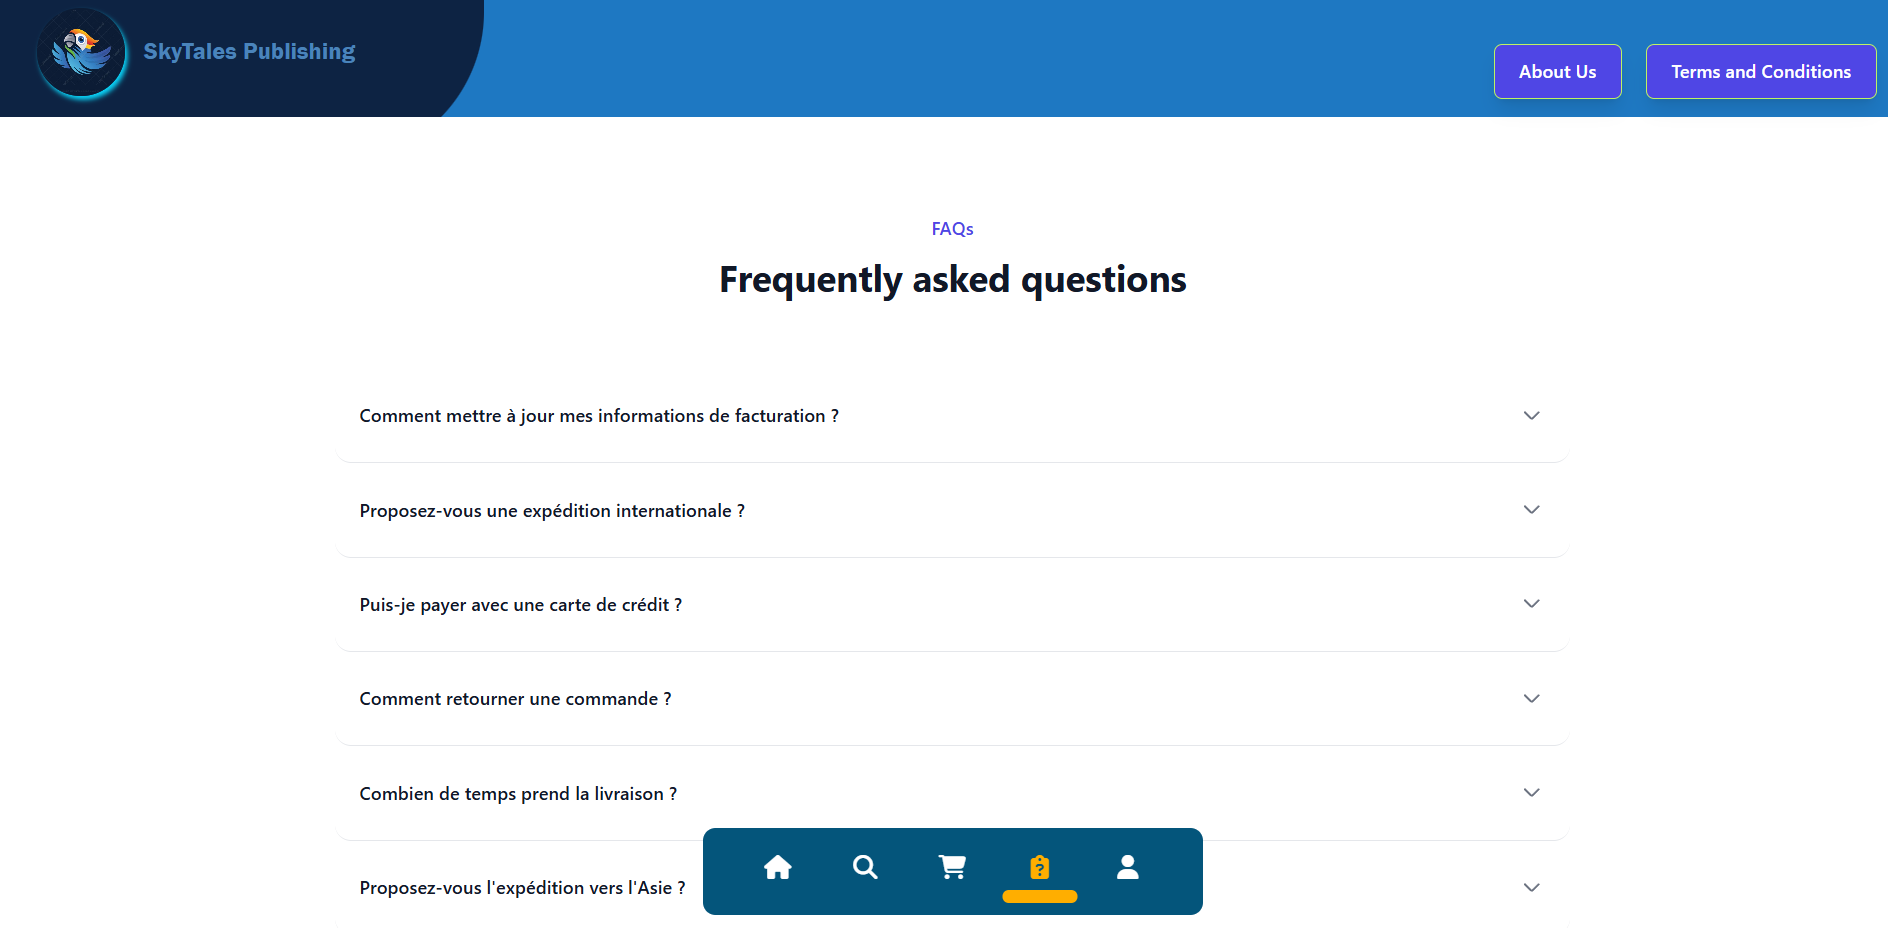 SkyTales Publishing
About Us
Terms and Conditions
FAQs
Frequently asked questions
Comment mettre à jour mes informations de facturation ?
Proposez-vous une expédition internationale ?
Puis-je payer avec une carte de crédit ?
Comment retourner une commande ?
Combien de temps prend la livraison ?
Proposez-vous l'expédition vers l'Asie ?